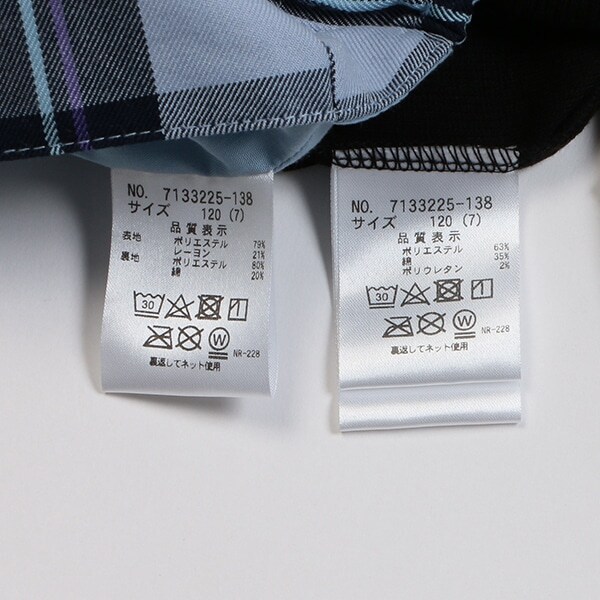 NO. 7133225-138
サイズ 120 (7)
品質表示
表地 ポリエステル 79%
レーヨン 21%
裏地 ポリエステル 80%
綿 20%
30 1
W
NR-228
裏返してネット使用
NO. 7133225-138
サイズ 120 (7)
品質表示
ポリエステル 63%
綿 35%
ポリウレタン 2%
30 1
W
NR-228
裏返してネット使用